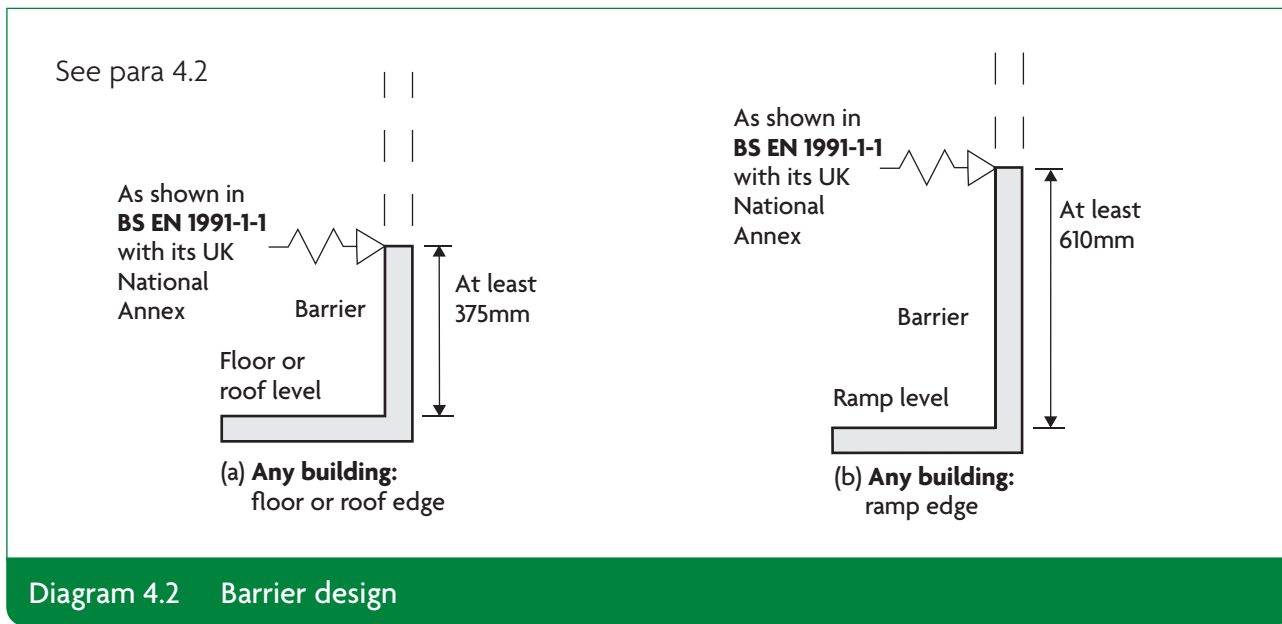 See para 4.2
As shown in
BS EN 1991-1-1
with its UK
National
Annex
Barrier
At least
375mm
Floor or
roof level
(a) Any building:
floor or roof edge
As shown in
BS EN 1991-1-1
with its UK
National
Annex
At least
610mm
Barrier
Ramp level
(b) Any building:
ramp edge
Diagram 4.2 Barrier design